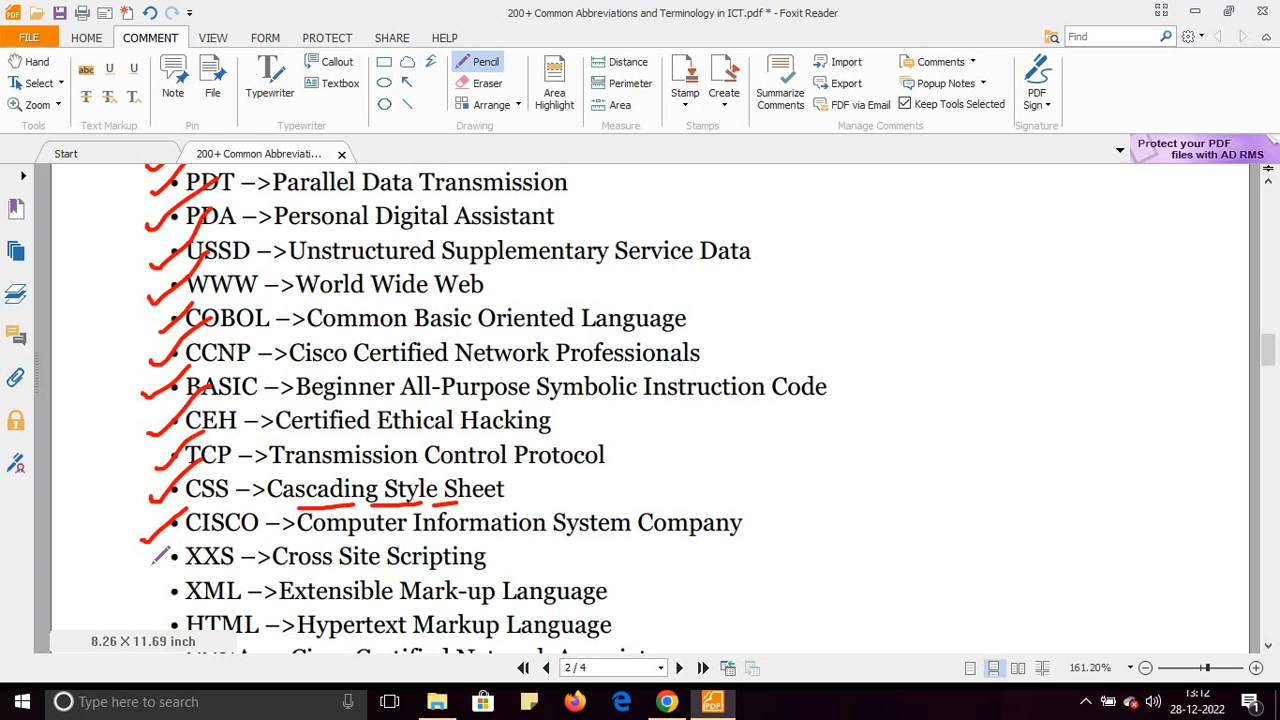 200+ Common Abbreviations and Terminology in ICT.pdf * - Foxit Reader
FILE HOME COMMENT VIEW FORM PROTECT SHARE HELP Find
Hand
Select
Zoom
Tools
abc U U
T T T
Text Markup
Note File
Pin
Typewriter
Callout
Textbox
Typewriter
Pencil
Eraser
Arrange
Drawing
Area Highlight
Distance
Perimeter
Area
Measure
Stamp Create
Stamps
Summarize Comments
Import
Export
FDF via Email
Comments
Popup Notes
Keep Tools Selected
Manage Comments
PDF Sign
Signature
Start
200+ Common Abbreviati...
Protect your PDF
files with AD RMS
• PDT –>Parallel Data Transmission
• PDA –>Personal Digital Assistant
• USSD –>Unstructured Supplementary Service Data
• WWW –>World Wide Web
• COBOL –>Common Basic Oriented Language
• CCNP –>Cisco Certified Network Professionals
• BASIC –>Beginner All-Purpose Symbolic Instruction Code
• CEH –>Certified Ethical Hacking
• TCP –>Transmission Control Protocol
• CSS –>Cascading Style Sheet
• CISCO –>Computer Information System Company
• XXS –>Cross Site Scripting
• XML –>Extensible Mark-up Language
• HTML –>Hypertext Markup Language
8.26 X 11.69 inch
2 / 4
161.20%
Type here to search
13:12
28-12-2022
1